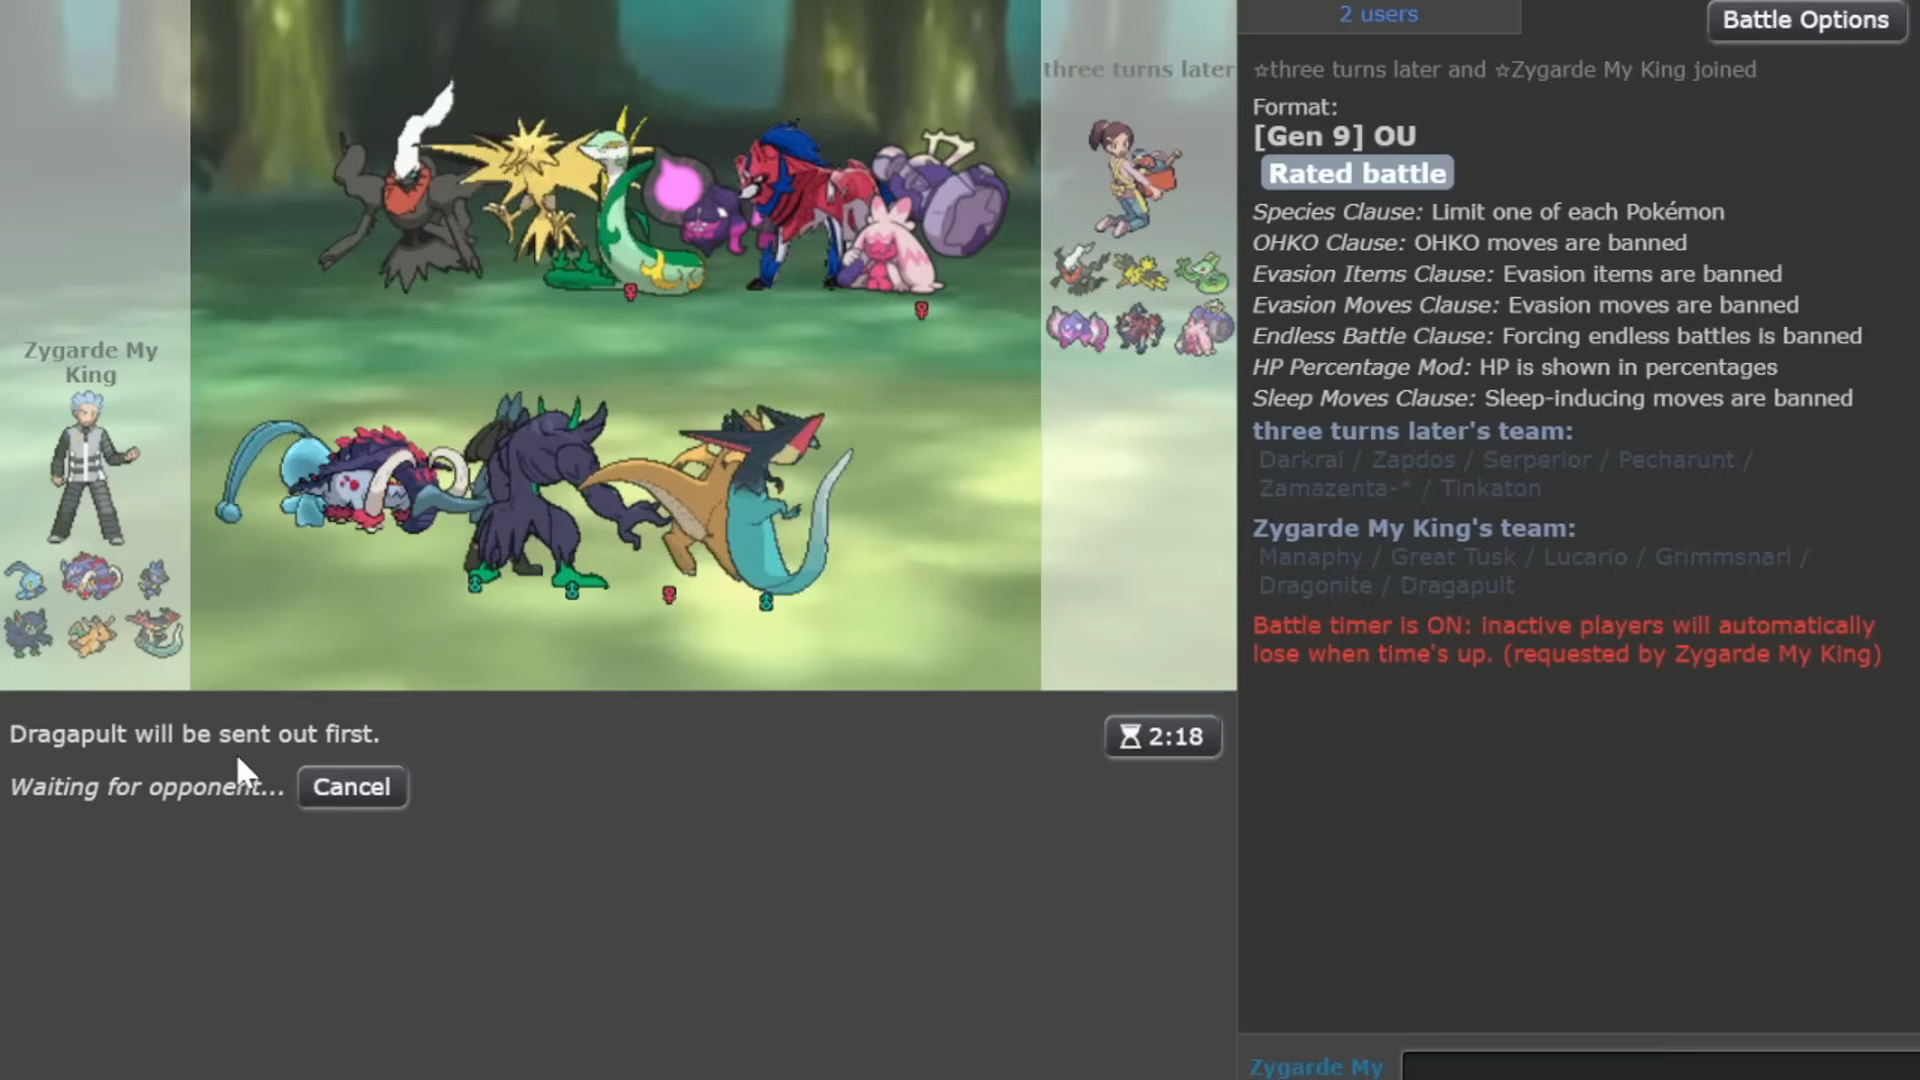 2 users
Battle Options
three turns later
☆three turns later and ☆Zygarde My King joined
Format:
[Gen 9] OU
Rated battle
Species Clause: Limit one of each Pokémon
OHKO Clause: OHKO moves are banned
Evasion Items Clause: Evasion items are banned
Evasion Moves Clause: Evasion moves are banned
Endless Battle Clause: Forcing endless battles is banned
HP Percentage Mod: HP is shown in percentages
Sleep Moves Clause: Sleep-inducing moves are banned
three turns later's team:
Darkrai / Zapdos / Serperior / Pecharunt /
Zamazenta-* / Tinkaton
Zygarde My King's team:
Manaphy / Great Tusk / Lucario / Grimmsnarl /
Dragonite / Dragapult
Battle timer is ON: inactive players will automatically
lose when time's up. (requested by Zygarde My King)
Zygarde My
King
Dragapult will be sent out first.
2:18
Waiting for opponent...
Cancel
Zygarde My